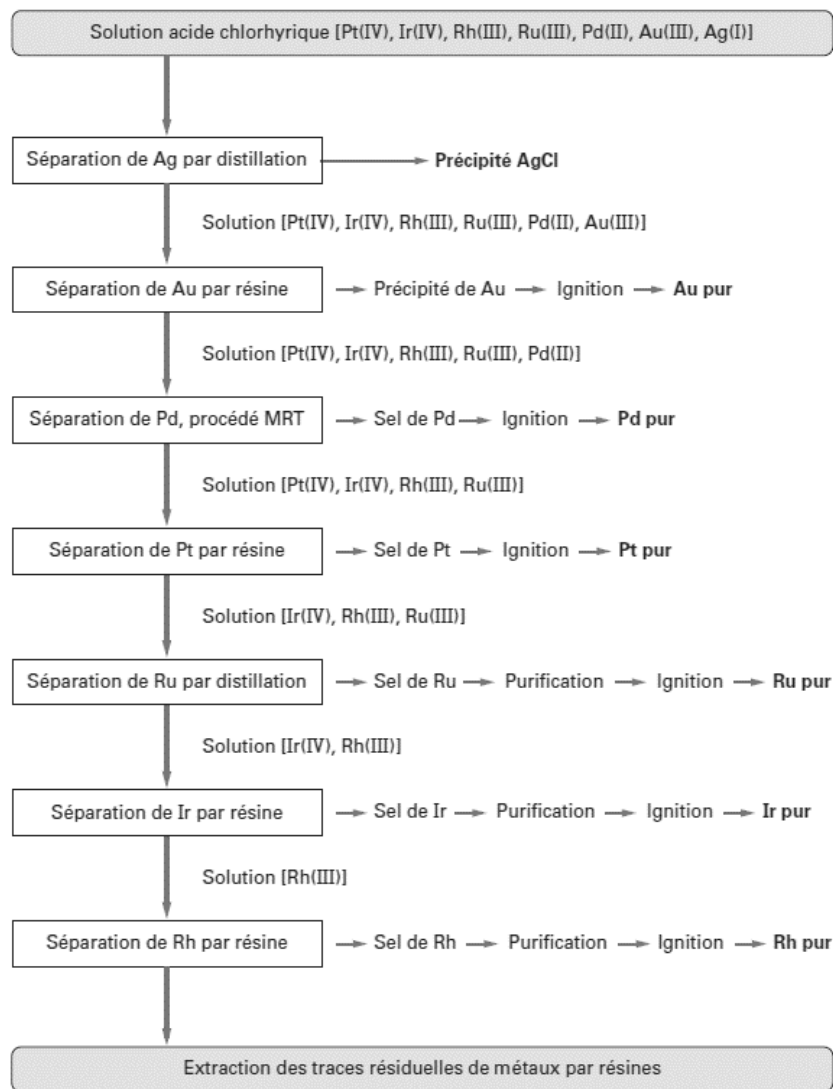 Solution acide chlorhyrique [Pt(IV), Ir(IV), Rh(III), Ru(III), Pd(II), Au(III), Ag(I)]
Séparation de Ag par distillation Précipité AgCl
Solution [Pt(IV), Ir(IV), Rh(III), Ru(III), Pd(II), Au(III)]
Séparation de Au par résine Précipité de Au Ignition Au pur
Solution [Pt(IV), Ir(IV), Rh(III), Ru(III), Pd(II)]
Séparation de Pd, procédé MRT Sel de Pd Ignition Pd pur
Solution [Pt(IV), Ir(IV), Rh(III), Ru(III)]
Séparation de Pt par résine Sel de Pt Ignition Pt pur
Solution [Ir(IV), Rh(III), Ru(III)]
Séparation de Ru par distillation Sel de Ru Purification Ignition Ru pur
Solution [Ir(IV), Rh(III)]
Séparation de Ir par résine Sel de Ir Purification Ignition Ir pur
Solution [Rh(III)]
Séparation de Rh par résine Sel de Rh Purification Ignition Rh pur
Extraction des traces résiduelles de métaux par résines